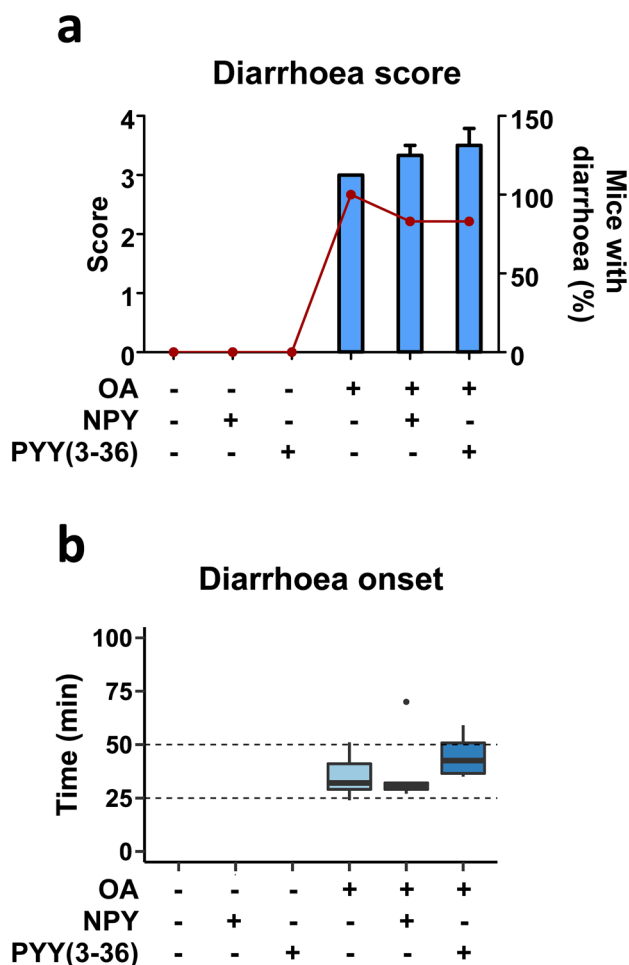 a
Diarrhoea score
4
3
2
1
0
Score
150
100
50
0
Mice with
diarrhoea (%)
OA - - - + + +
NPY - + - - + -
PYY(3-36) - - + - - +
b
Diarrhoea onset
100
75
50
25
0
Time (min)
OA - - - + + +
NPY - + - - + -
PYY(3-36) - - + - - +